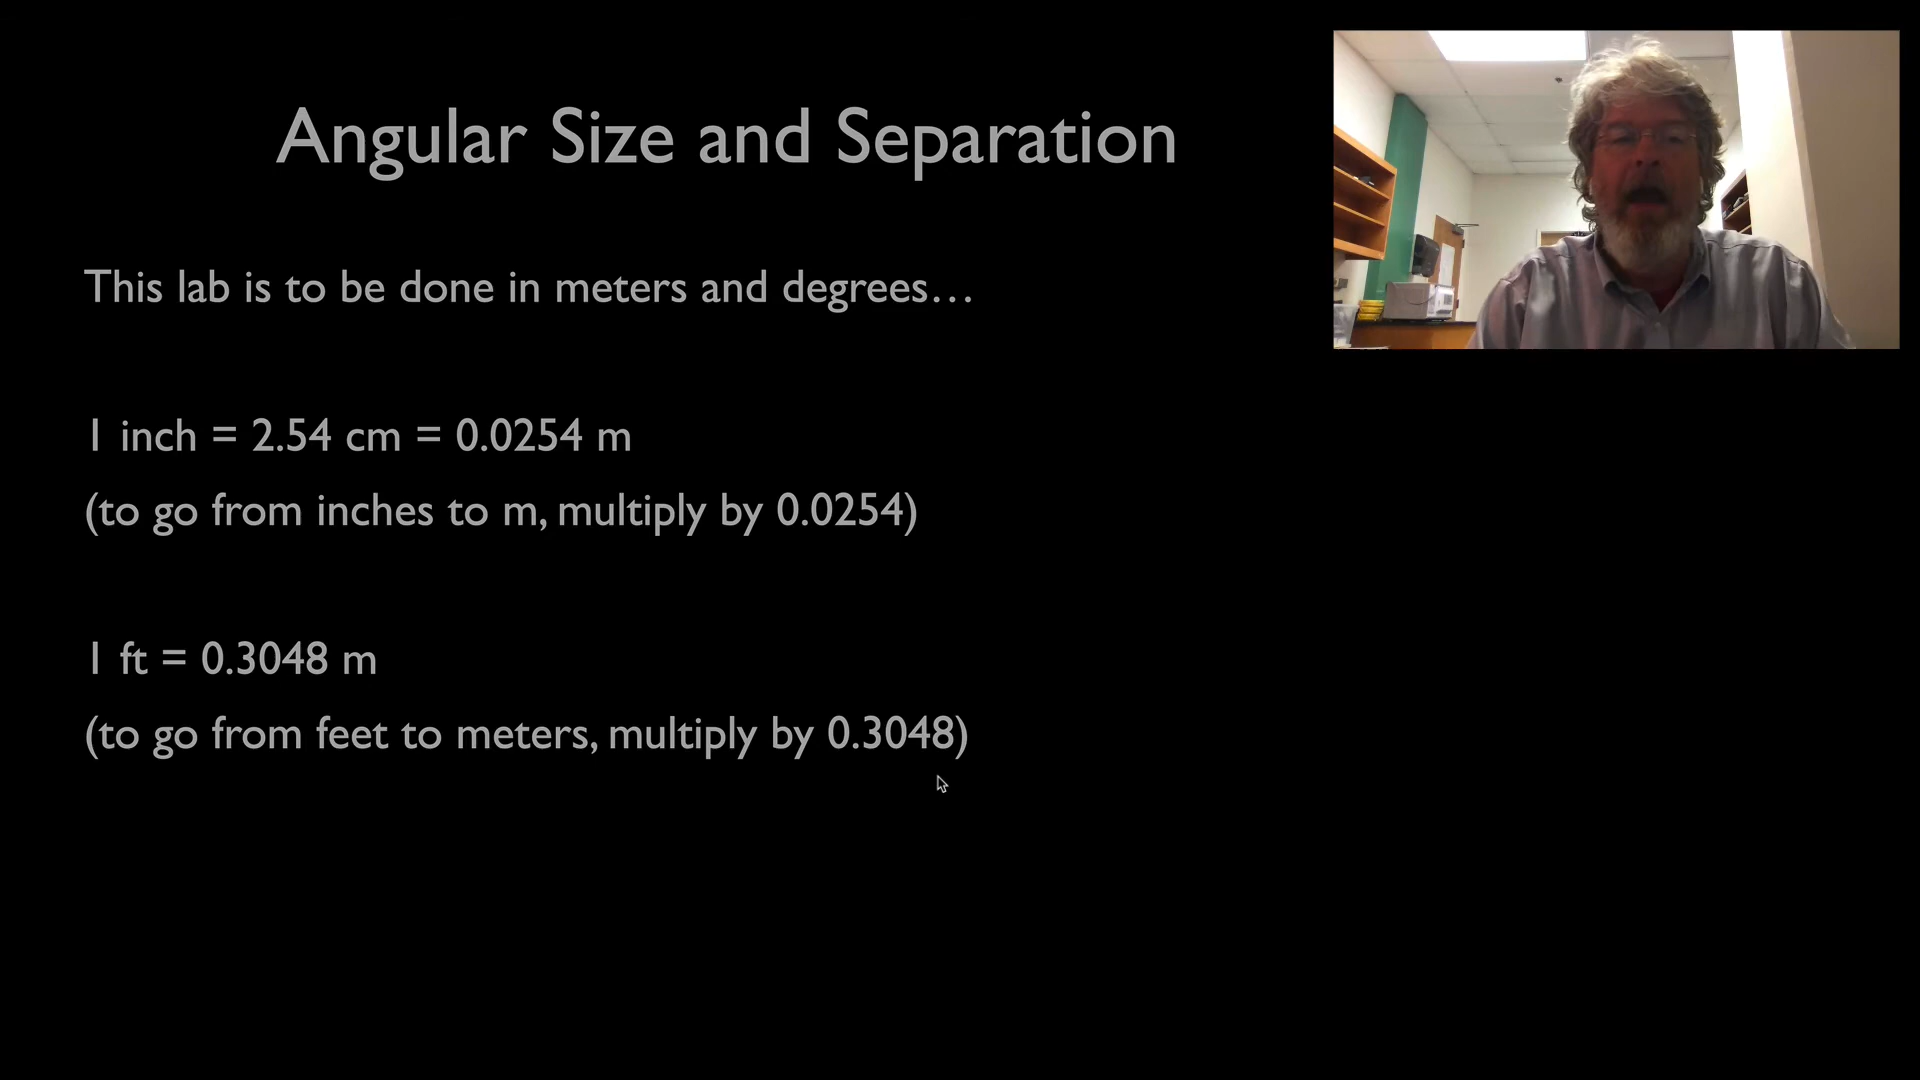 Angular Size and Separation
This lab is to be done in meters and degrees…
1 inch = 2.54 cm = 0.0254 m
(to go from inches to m, multiply by 0.0254)
1 ft = 0.3048 m
(to go from feet to meters, multiply by 0.3048)